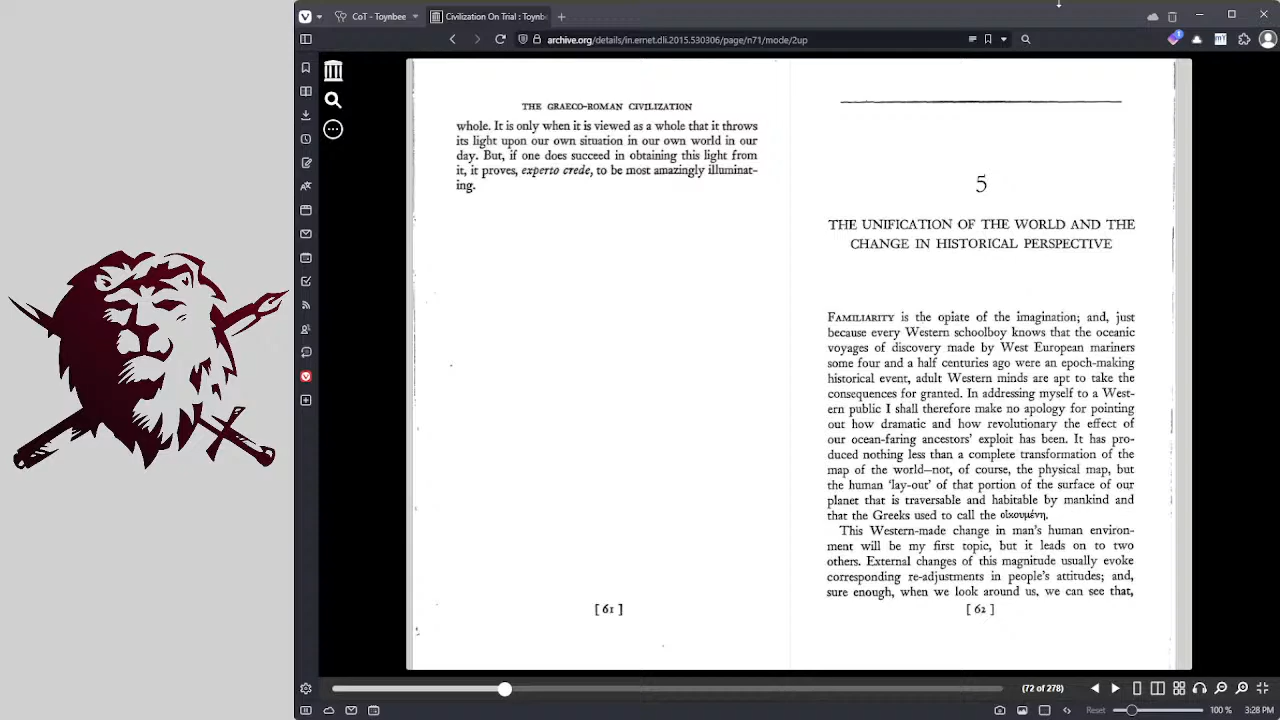 CoT - Toynbee
Civilization On Trial : Toynb
archive.org/details/in.ernet.dli.2015.530306/page/n71/mode/2up
THE GRAECO-ROMAN CIVILIZATION
whole. It is only when it is viewed as a whole that it throws
its light upon our own situation in our own world in our
day. But, if one does succeed in obtaining this light from
it, it proves, experto crede, to be most amazingly illuminat-
ing.
[ 61 ]
5
THE UNIFICATION OF THE WORLD AND THE
CHANGE IN HISTORICAL PERSPECTIVE
FAMILIARITY is the opiate of the imagination; and, just
because every Western schoolboy knows that the oceanic
voyages of discovery made by West European mariners
some four and a half centuries ago were an epoch-making
historical event, adult Western minds are apt to take the
consequences for granted. In addressing myself to a West-
ern public I shall therefore make no apology for pointing
out how dramatic and how revolutionary the effect of
our ocean-faring ancestors' exploit has been. It has pro-
duced nothing less than a complete transformation of the
map of the world—not, of course, the physical map, but
the human 'lay-out' of that portion of the surface of our
planet that is traversable and habitable by mankind and
that the Greeks used to call the οἰκουμένη.
This Western-made change in man's human environ-
ment will be my first topic, but it leads on to two
others. External changes of this magnitude usually evoke
corresponding re-adjustments in people's attitudes; and,
sure enough, when we look around us, we can see that,
[ 62 ]
(72 of 278)
Reset
100 %
3:28 PM